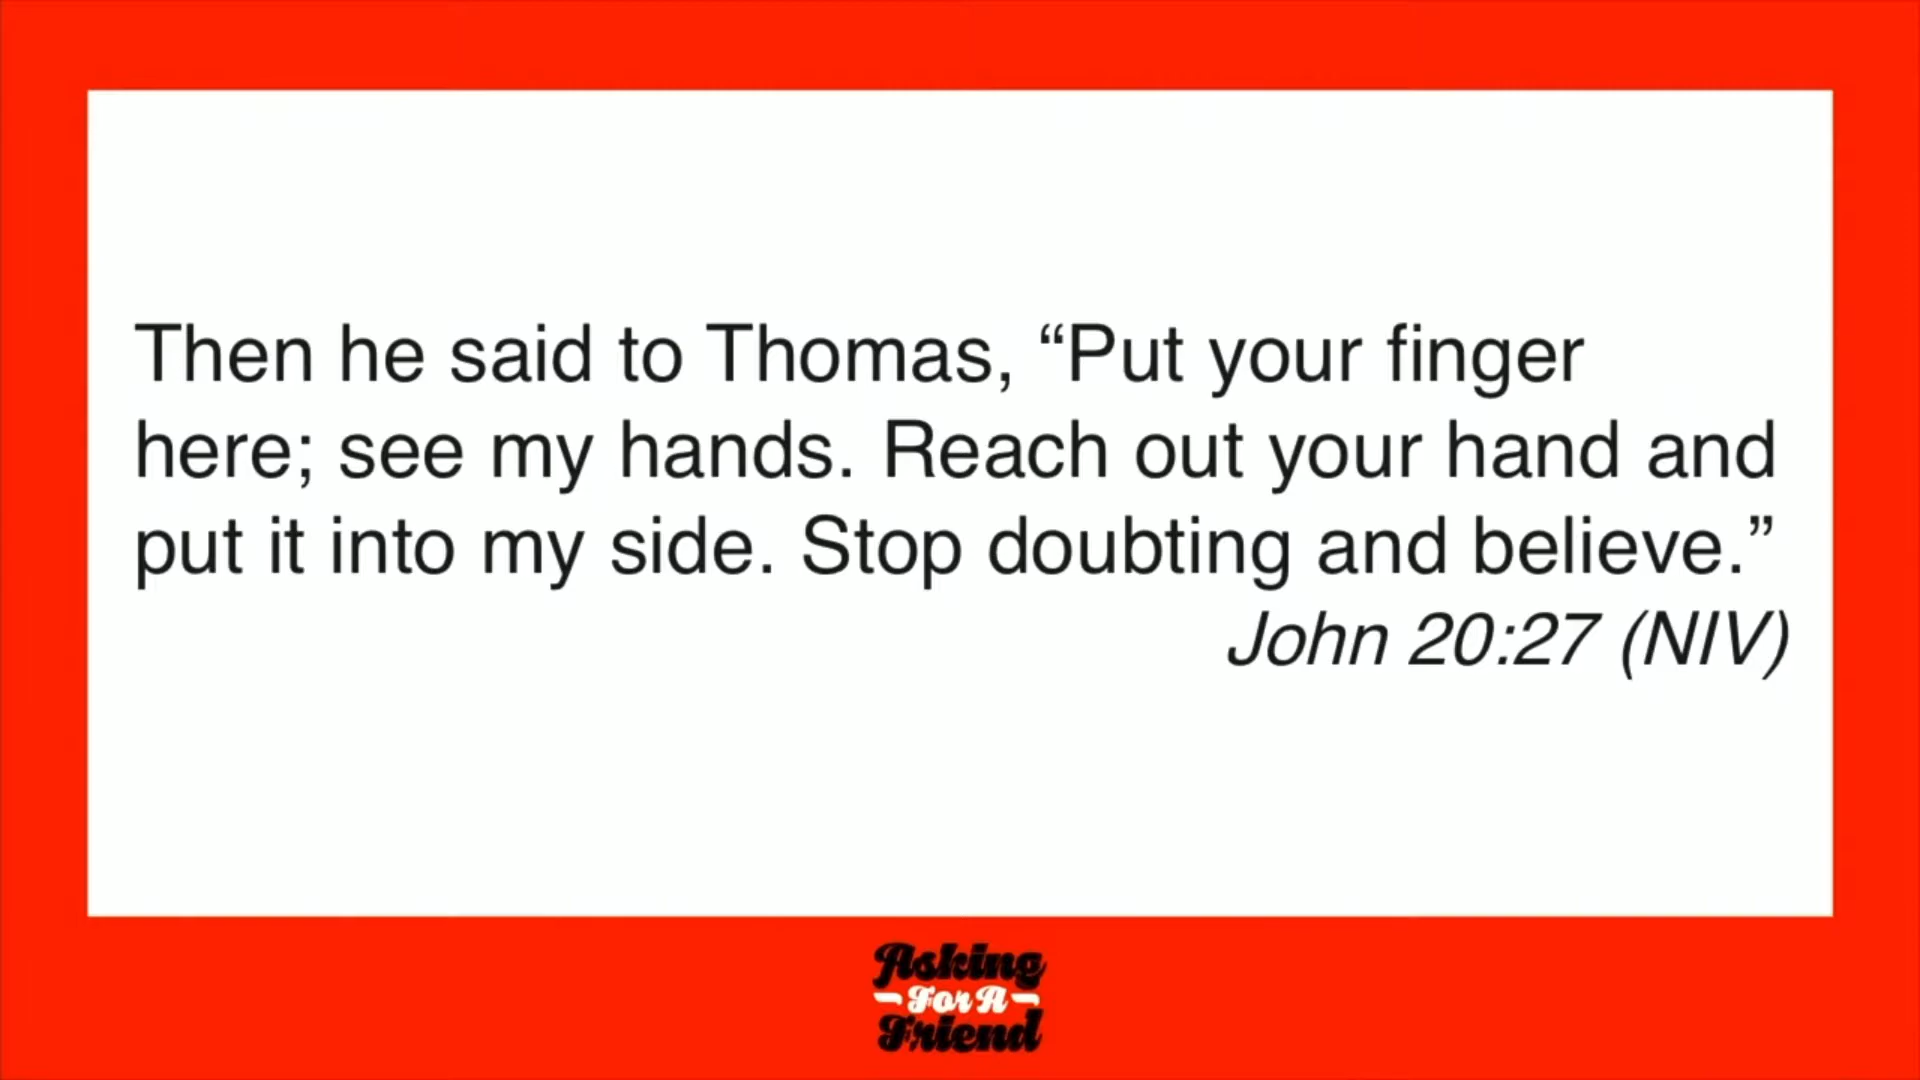 Then he said to Thomas, “Put your finger
here; see my hands. Reach out your hand and
put it into my side. Stop doubting and believe.”
John 20:27 (NIV)
Asking
For A
Friend